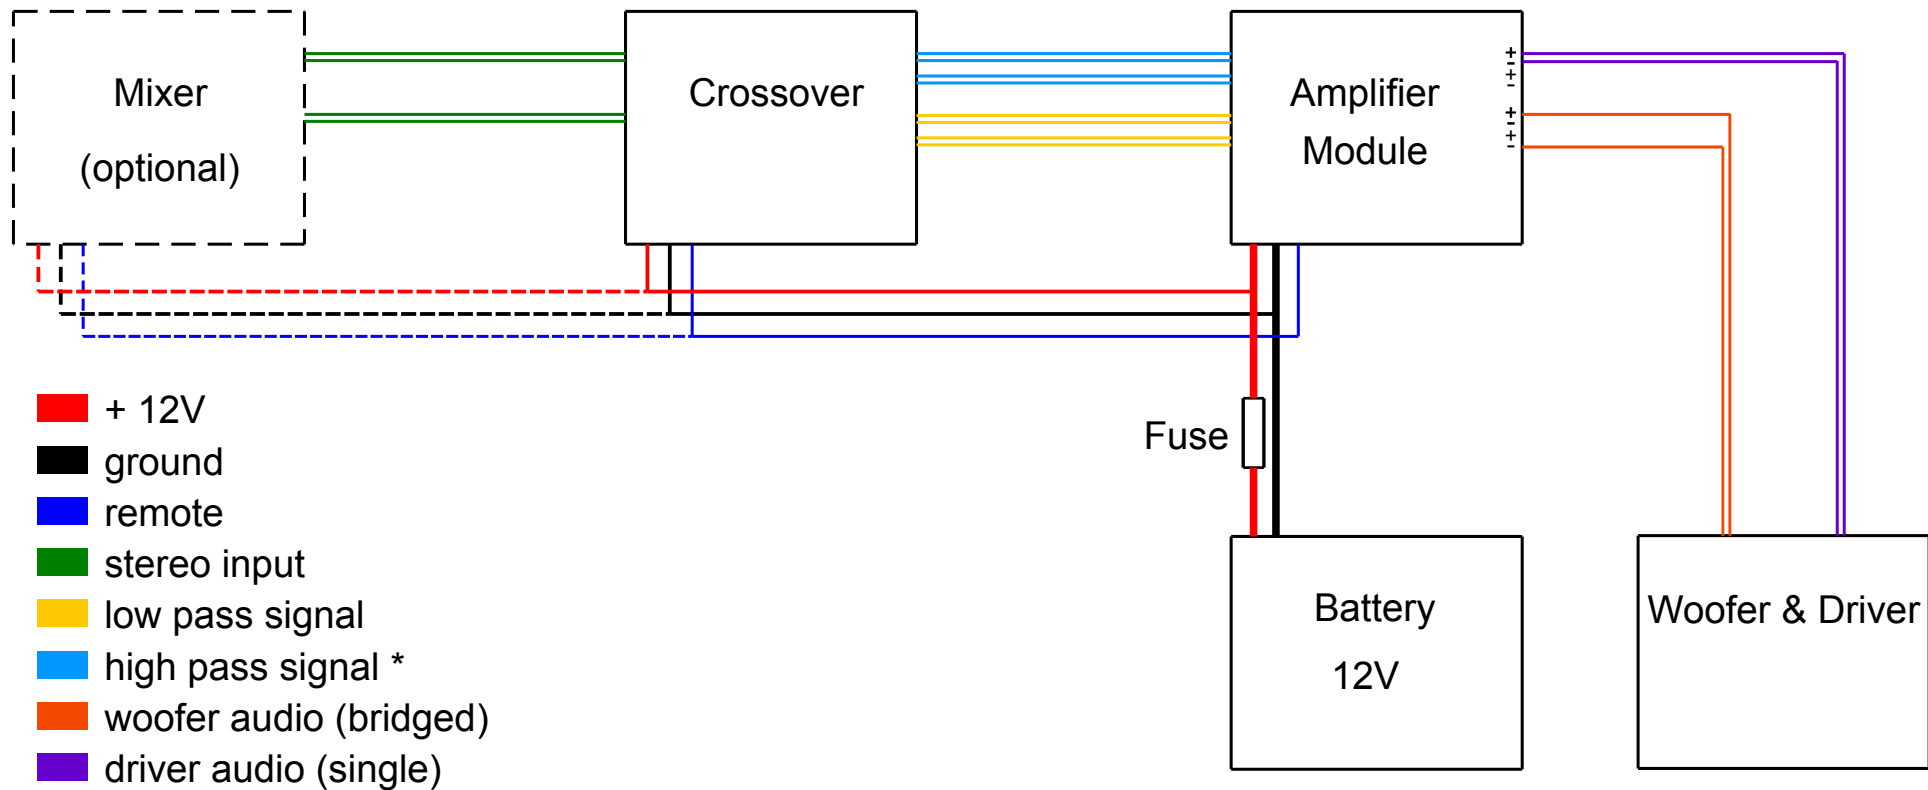 Mixer
(optional)
Crossover
Amplifier
Module
+
-
+
-
+
-
+
-
Fuse
Battery
12V
Woofer & Driver
+ 12V
ground
remote
stereo input
low pass signal
high pass signal *
woofer audio (bridged)
driver audio (single)